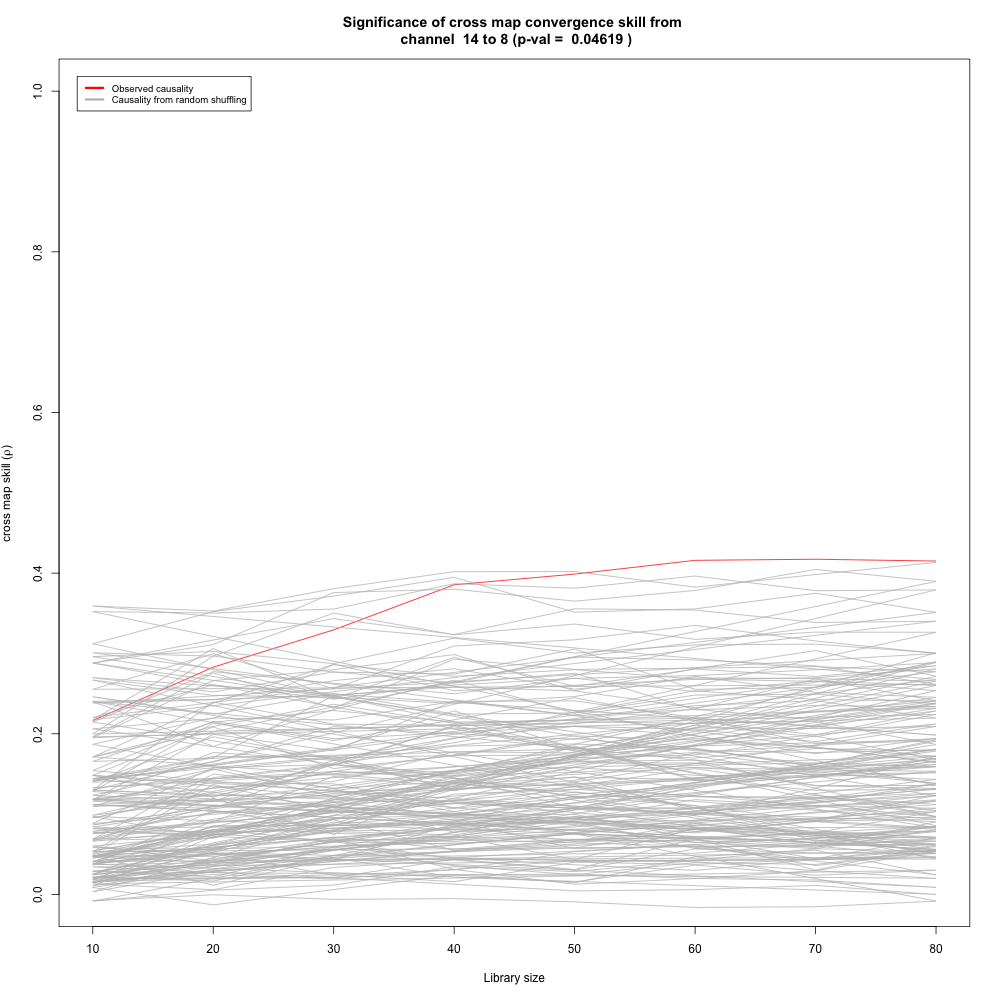 Significance of cross map convergence skill from
channel  14 to 8 (p-val =  0.04619 )
Observed causality
Causality from random shuffling
1.0
0.8
0.6
0.4
0.2
0.0
cross map skill (ρ)
10 20 30 40 50 60 70 80
Library size